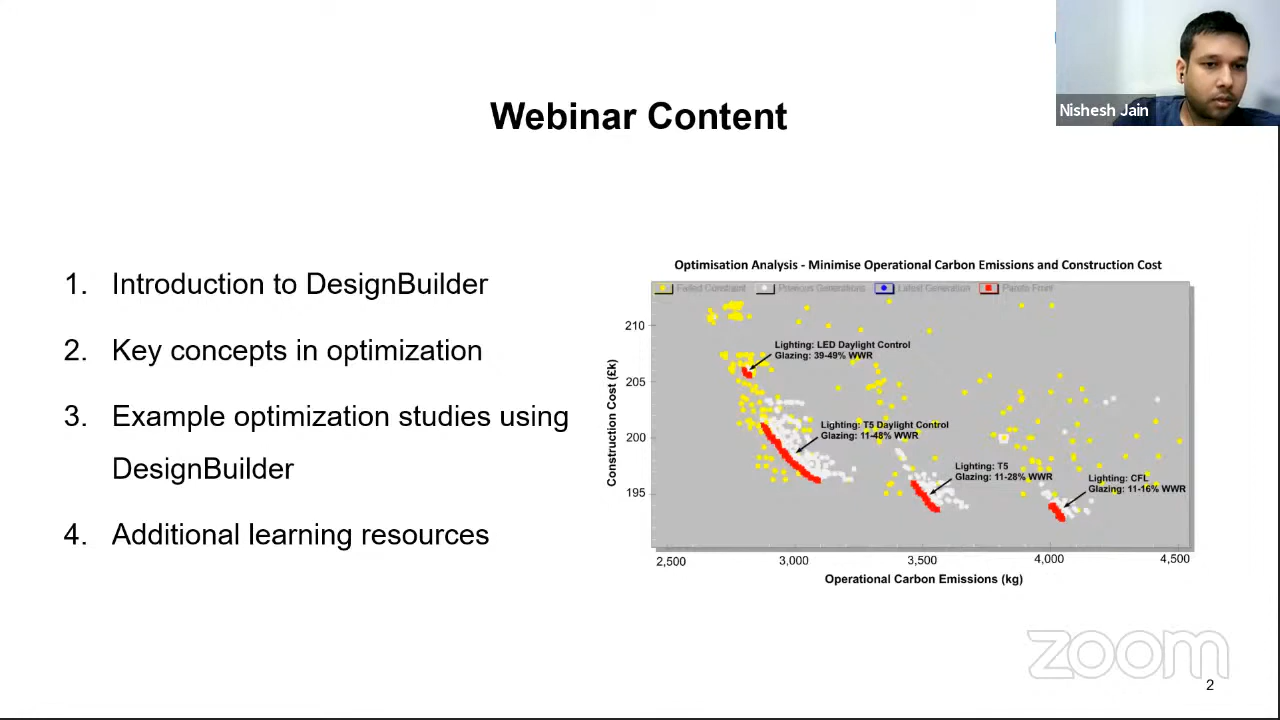 Nishesh Jain
Webinar Content
1. Introduction to DesignBuilder
2. Key concepts in optimization
3. Example optimization studies using
DesignBuilder
4. Additional learning resources
Optimisation Analysis - Minimise Operational Carbon Emissions and Construction Cost
Failed Constraint Previous Generations Latest Generation Pareto Front
Construction Cost (£k)
210
205
200
195
Lighting: LED Daylight Control
Glazing: 39-49% WWR
Lighting: T5 Daylight Control
Glazing: 11-48% WWR
Lighting: T5
Glazing: 11-28% WWR
Lighting: CFL
Glazing: 11-16% WWR
2,500 3,000 3,500 4,000 4,500
Operational Carbon Emissions (kg)
zoom
2